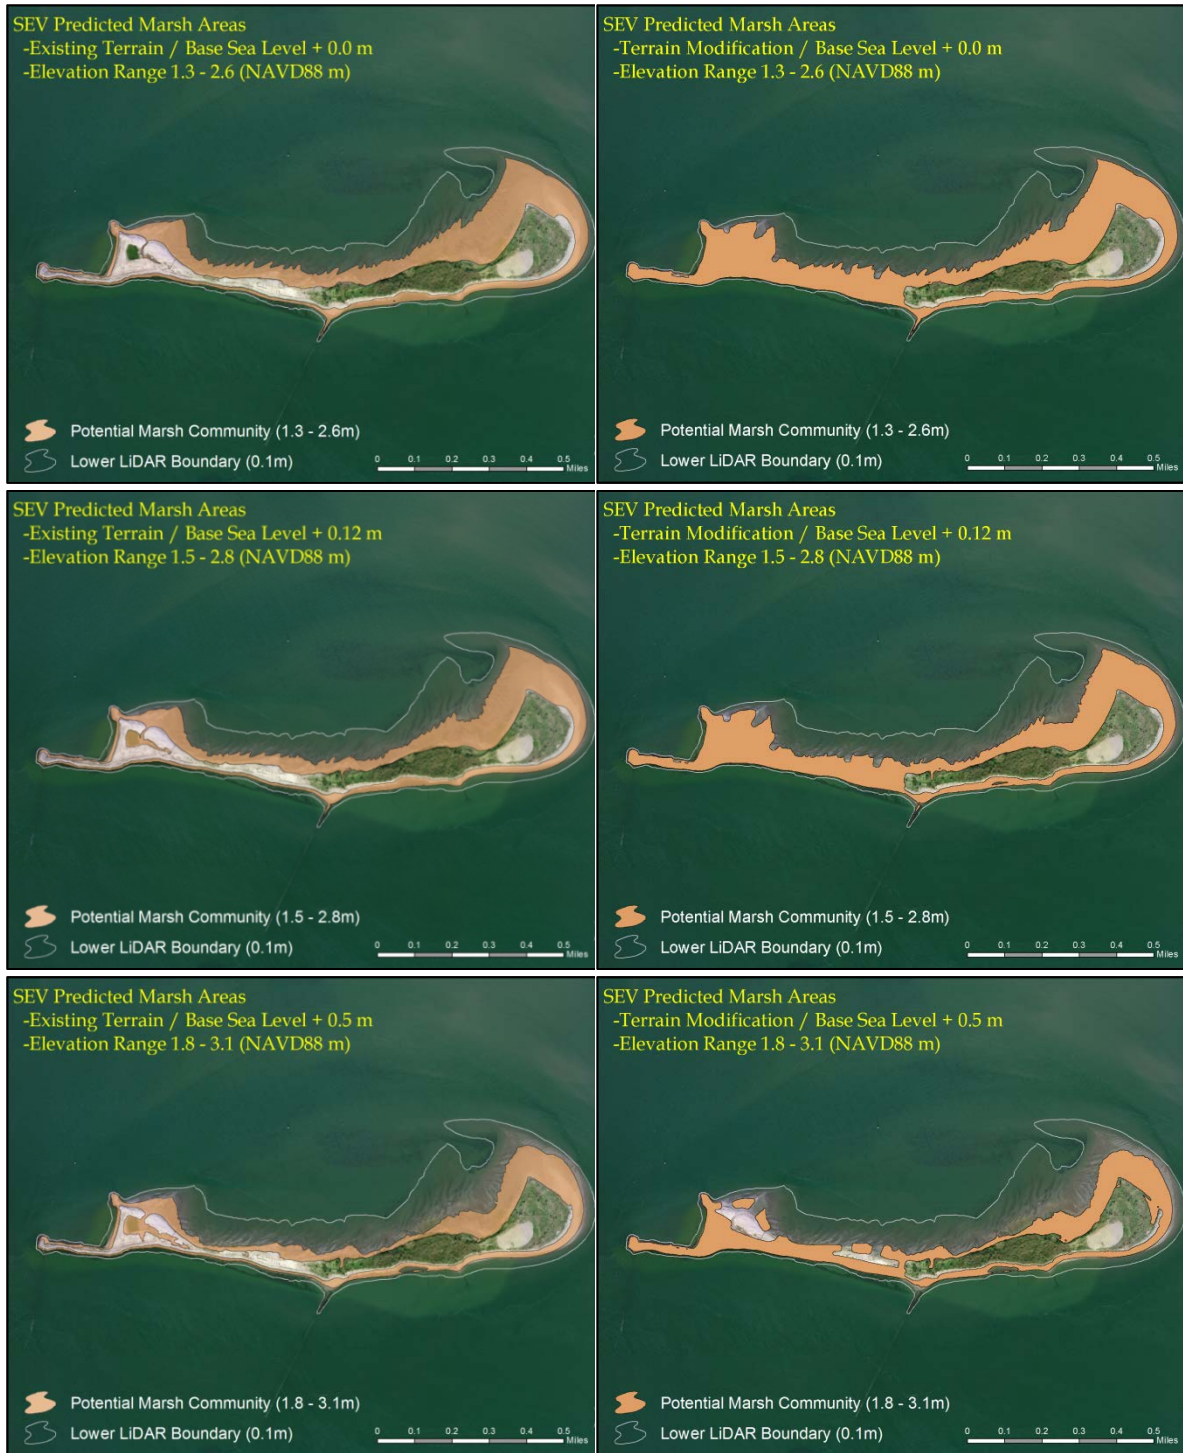 SEV Predicted Marsh Areas
-Existing Terrain / Base Sea Level + 0.0 m
-Elevation Range 1.3 - 2.6 (NAVD88 m)
Potential Marsh Community (1.3 - 2.6m)
Lower LiDAR Boundary (0.1m)
0 0.1 0.2 0.3 0.4 0.5
Miles
SEV Predicted Marsh Areas
-Terrain Modification / Base Sea Level + 0.0 m
-Elevation Range 1.3 - 2.6 (NAVD88 m)
Potential Marsh Community (1.3 - 2.6m)
Lower LiDAR Boundary (0.1m)
0 0.1 0.2 0.3 0.4 0.5
Miles
SEV Predicted Marsh Areas
-Existing Terrain / Base Sea Level + 0.12 m
-Elevation Range 1.5 - 2.8 (NAVD88 m)
Potential Marsh Community (1.5 - 2.8m)
Lower LiDAR Boundary (0.1m)
0 0.1 0.2 0.3 0.4 0.5
Miles
SEV Predicted Marsh Areas
-Terrain Modification / Base Sea Level + 0.12 m
-Elevation Range 1.5 - 2.8 (NAVD88 m)
Potential Marsh Community (1.5 - 2.8m)
Lower LiDAR Boundary (0.1m)
0 0.1 0.2 0.3 0.4 0.5
Miles
SEV Predicted Marsh Areas
-Existing Terrain / Base Sea Level + 0.5 m
-Elevation Range 1.8 - 3.1 (NAVD88 m)
Potential Marsh Community (1.8 - 3.1m)
Lower LiDAR Boundary (0.1m)
0 0.1 0.2 0.3 0.4 0.5
Miles
SEV Predicted Marsh Areas
-Terrain Modification / Base Sea Level + 0.5 m
-Elevation Range 1.8 - 3.1 (NAVD88 m)
Potential Marsh Community (1.8 - 3.1m)
Lower LiDAR Boundary (0.1m)
0 0.1 0.2 0.3 0.4 0.5
Miles